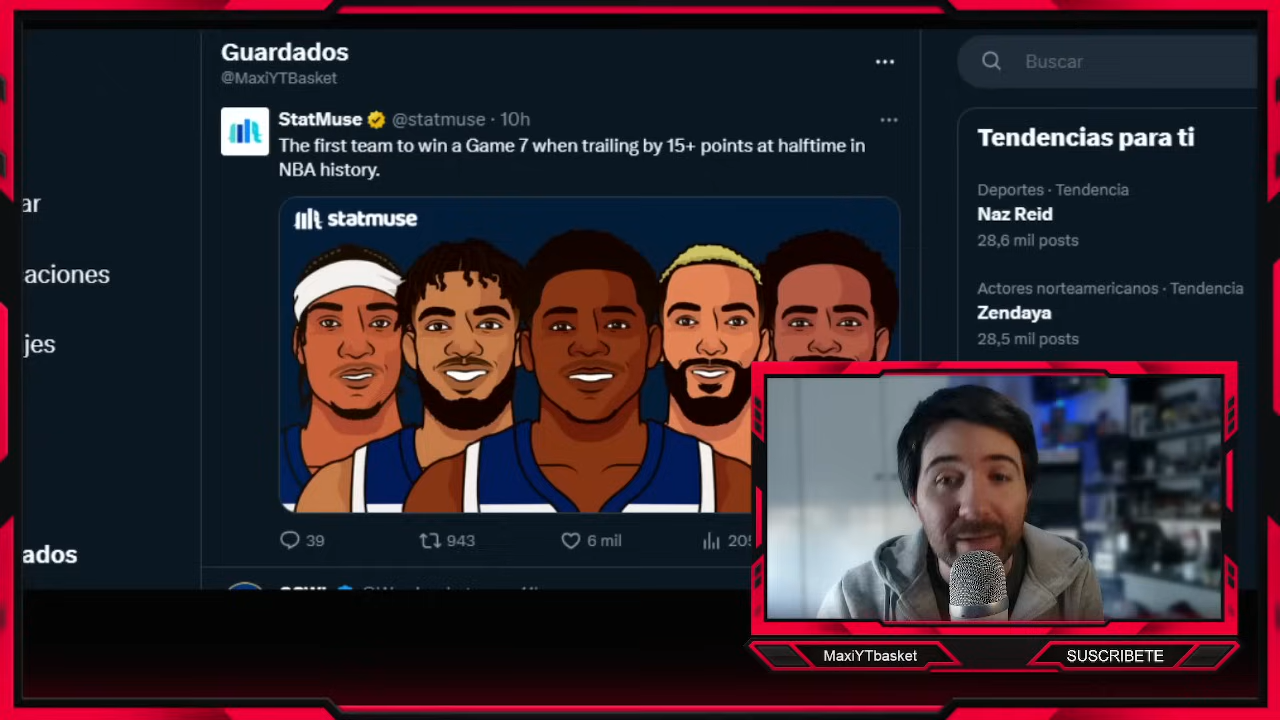 Guardados
@MaxiYTBasket
Buscar
StatMuse @statmuse · 10h
The first team to win a Game 7 when trailing by 15+ points at halftime in
NBA history.
statmuse
39
943
6 mil
Tendencias para ti
Deportes · Tendencia
Naz Reid
28,6 mil posts
Actores norteamericanos · Tendencia
Zendaya
28,5 mil posts
ar
aciones
jes
ados
MaxiYTbasket
SUSCRIBETE